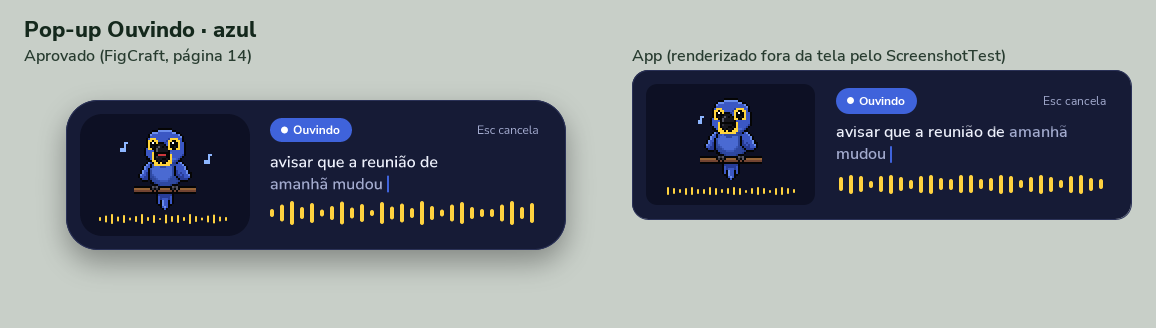 Pop-up Ouvindo · azul
Aprovado (FigCraft, página 14)
Ouvindo
Esc cancela
avisar que a reunião de
amanhã mudou
App (renderizado fora da tela pelo ScreenshotTest)
Ouvindo
Esc cancela
avisar que a reunião de amanhã
mudou